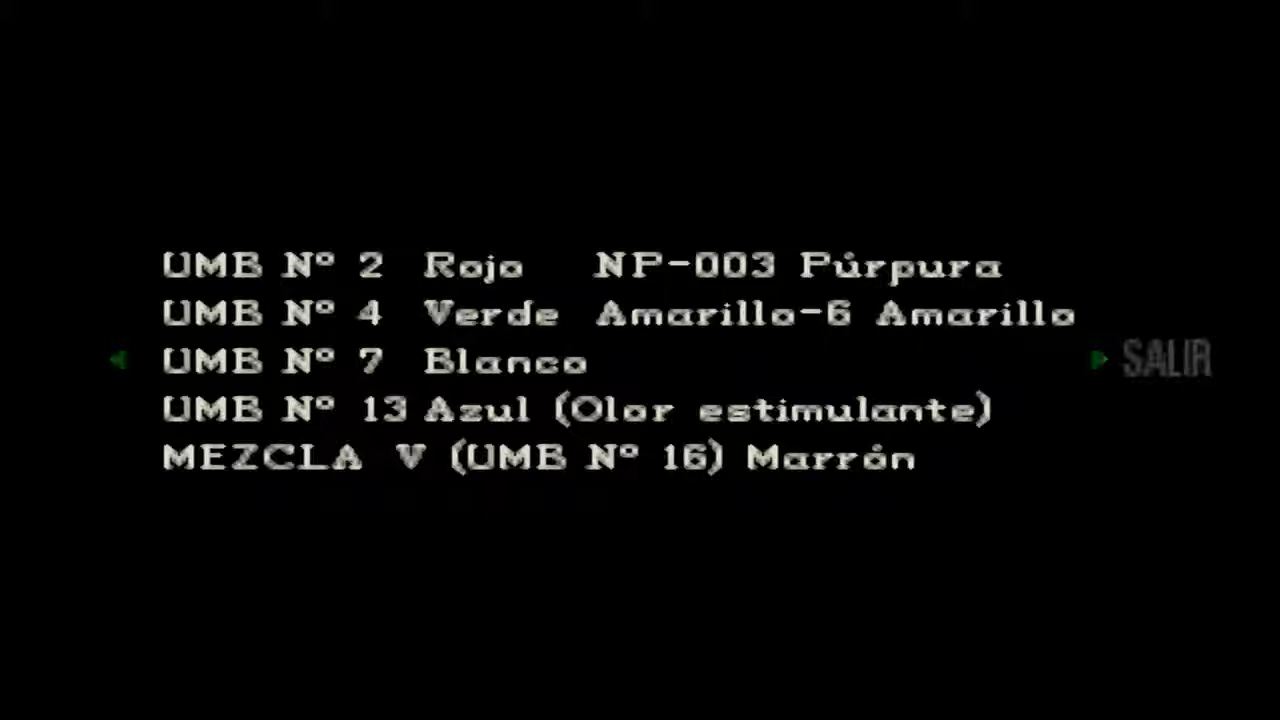 UMB Nº 2 Rojo NP-003 Púrpura
UMB Nº 4 Verde Amarillo-6 Amarillo
UMB Nº 7 Blanco
SALIR
UMB Nº 13 Azul (Olor estimulante)
MEZCLA V (UMB Nº 16) Marrón